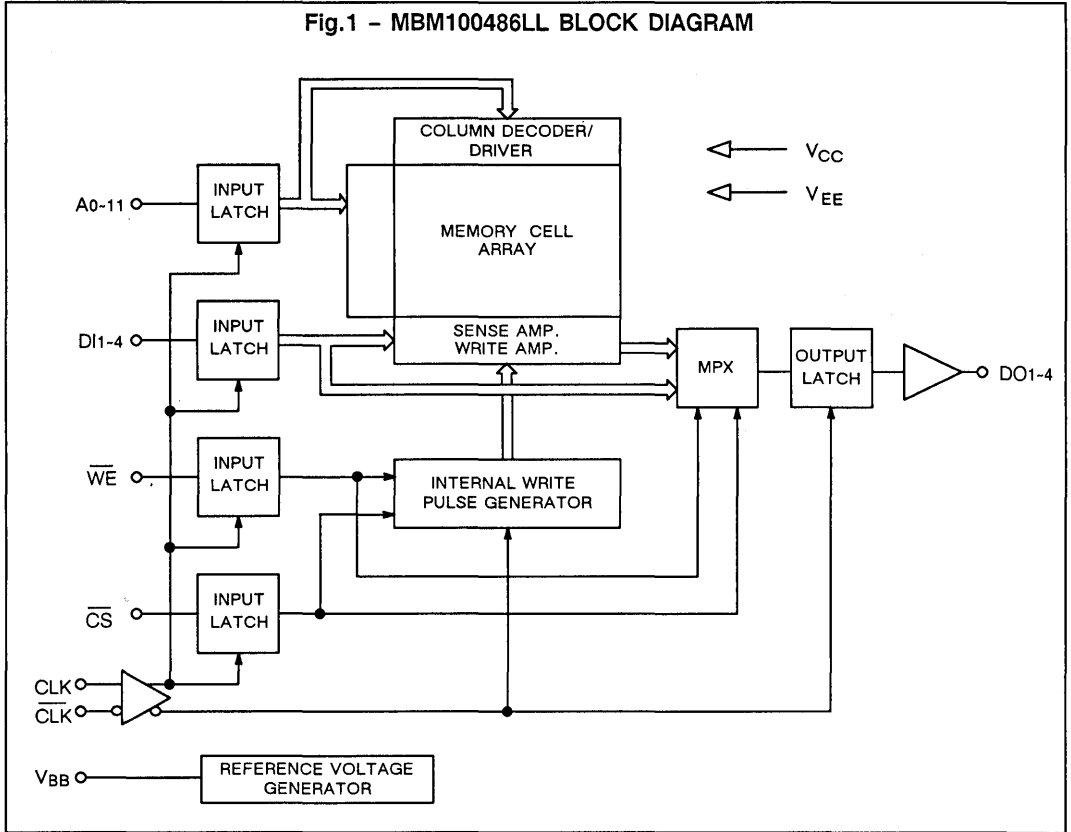 Fig.1 – MBM100486LL BLOCK DIAGRAM
COLUMN DECODER/
DRIVER
VCC
VEE
A0~11
INPUT
LATCH
MEMORY CELL
ARRAY
DI1~4
INPUT
LATCH
SENSE AMP.
WRITE AMP.
MPX
OUTPUT
LATCH
DO1~4
WE
INPUT
LATCH
INTERNAL WRITE
PULSE GENERATOR
CS
INPUT
LATCH
CLK
CLK
VBB
REFERENCE VOLTAGE
GENERATOR